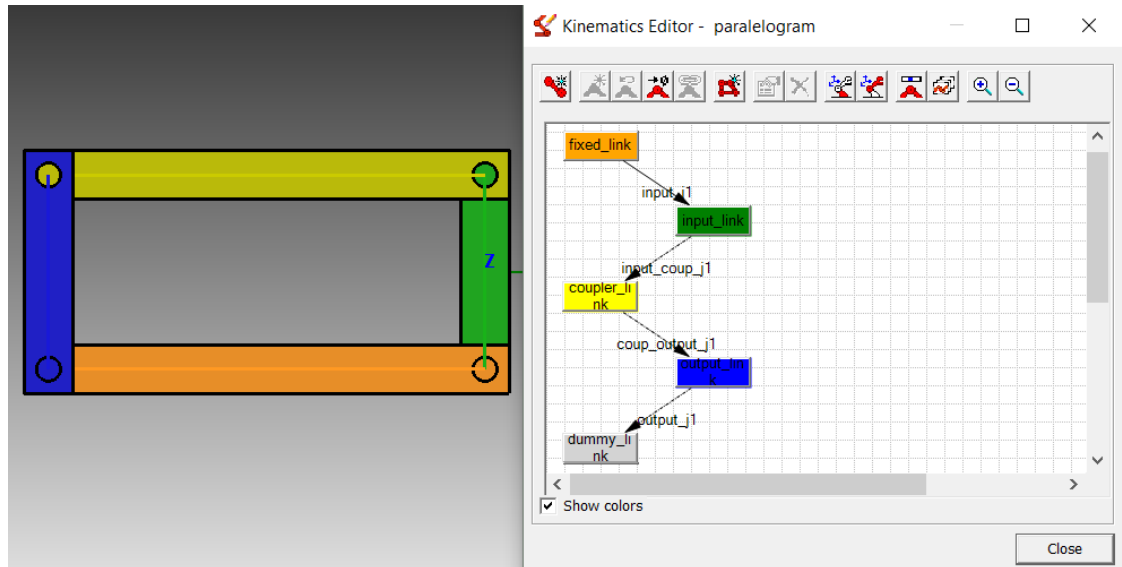 Kinematics Editor - paralelogram
fixed_link
input_j1
input_link
input_coup_j1
coupler_li
nk
coup_output_j1
output_lin
k
output_j1
dummy_li
nk
Z
Show colors
Close